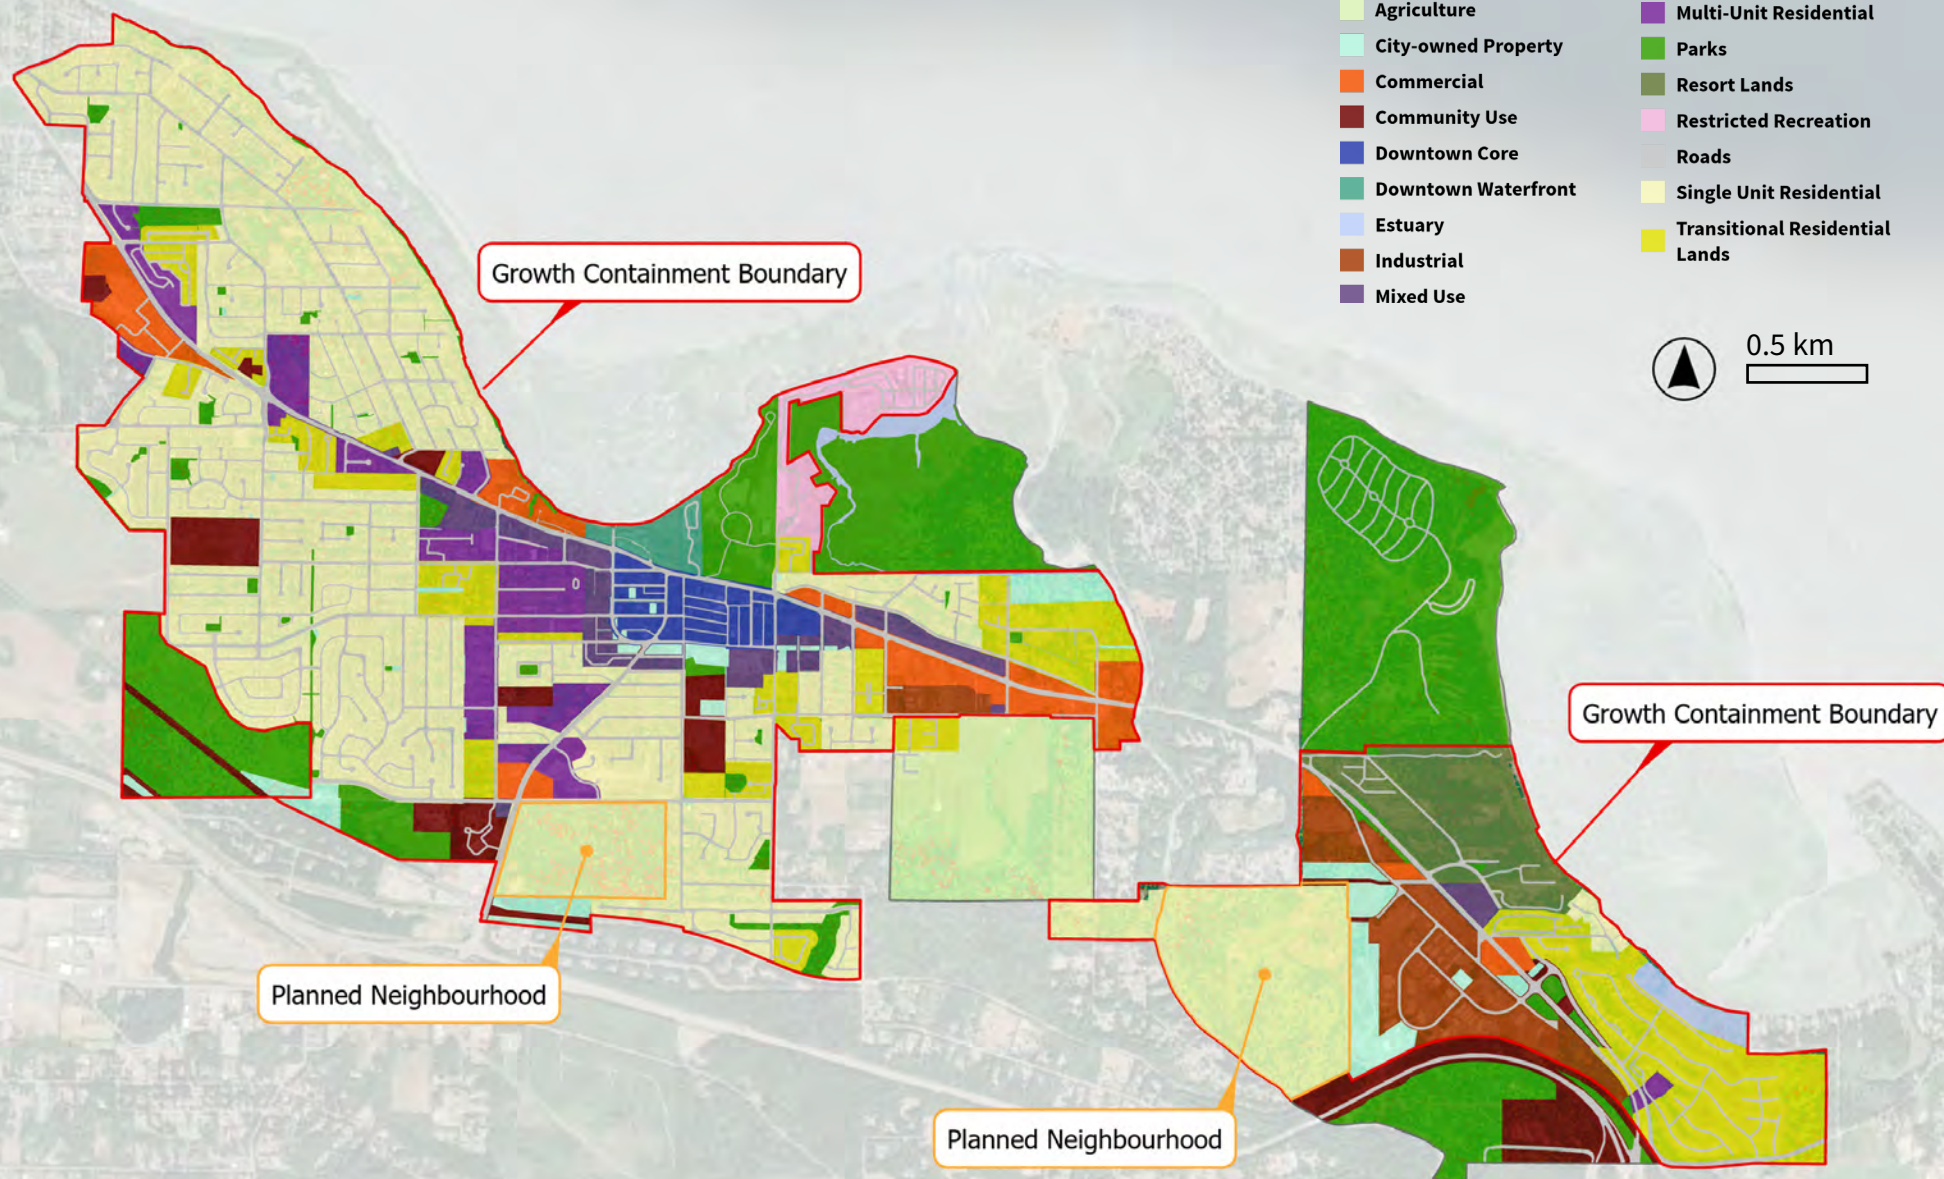 Agriculture
City-owned Property
Commercial
Community Use
Downtown Core
Downtown Waterfront
Estuary
Industrial
Mixed Use
Multi-Unit Residential
Parks
Resort Lands
Restricted Recreation
Roads
Single Unit Residential
Transitional Residential
Lands
0.5 km
Growth Containment Boundary
Growth Containment Boundary
Planned Neighbourhood
Planned Neighbourhood